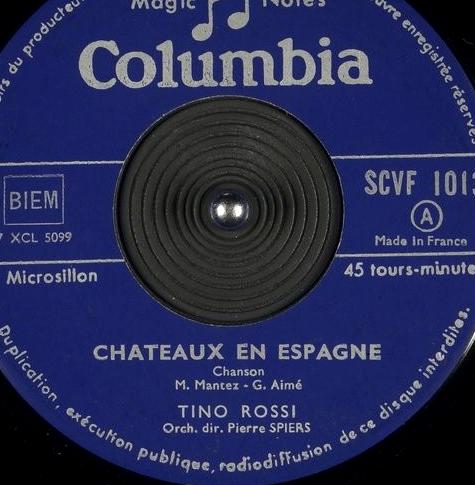 Magic Notes
Columbia
BIEM
SCVF
A
7 XCL 5099
Made in France
Microsillon
45 tours-minute
CHATEAUX EN ESPAGNE
Chanson
M. Mantez - G. Aimé
TINO ROSSI
Orch. dir. Pierre SPIERS
Duplication, exécution publique, radiodiffusion de ce disque interdites.
du producteur
enregistrée réservés